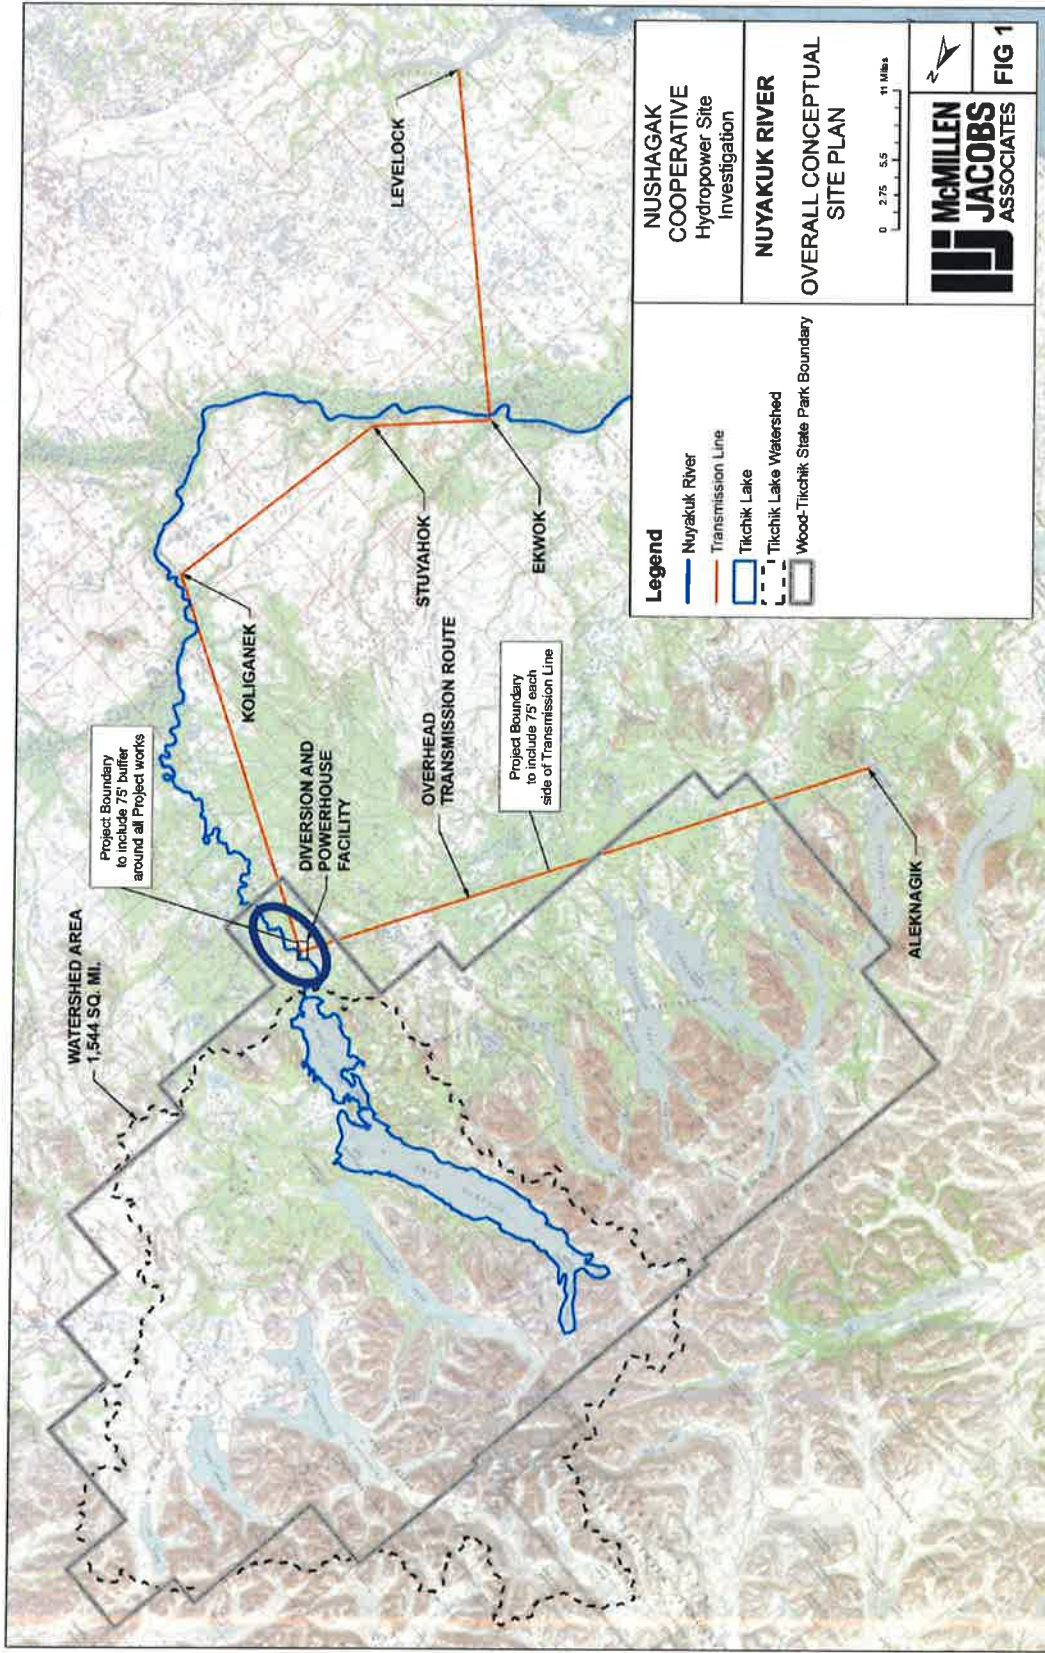 WATERSHED AREA
1,544 SQ. MI.
Project Boundary
to include 75' buffer
around all Project works
DIVERSION AND
POWERHOUSE
FACILITY
KOLIGANEK
LEVELOCK
STUYAHOK
EKWOK
OVERHEAD
TRANSMISSION ROUTE
Project Boundary
to include 75' each
side of Transmission Line
ALEKNAGIK
Legend
Nuyakuk River
Transmission Line
Tikchik Lake
Tikchik Lake Watershed
Wood-Tikchik State Park Boundary
NUSHAGAK
COOPERATIVE
Hydropower Site
Investigation
NUYAKUK RIVER
OVERALL CONCEPTUAL
SITE PLAN
0 2.75 5.5 11 Miles
McMILLEN
JACOBS
ASSOCIATES
N
FIG 1